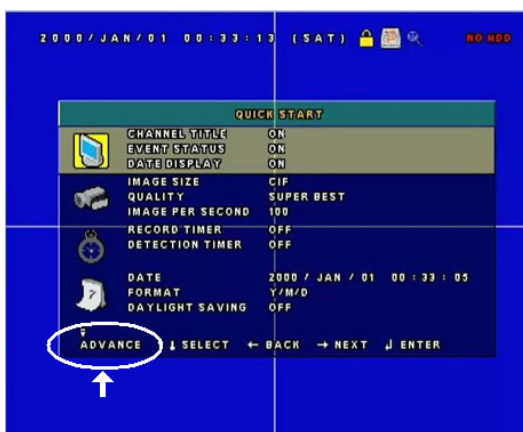 2000/JAN/01 00:33:13 (SAT) NO HDD
QUICK START
CHANNEL TITLE ON
EVENT STATUS ON
DATE DISPLAY ON
IMAGE SIZE CIF
QUALITY SUPER BEST
IMAGE PER SECOND 100
RECORD TIMER OFF
DETECTION TIMER OFF
DATE 2000 / JAN / 01 00 : 33 : 05
FORMAT Y/M/D
DAYLIGHT SAVING OFF
ADVANCE SELECT ← BACK → NEXT ENTER